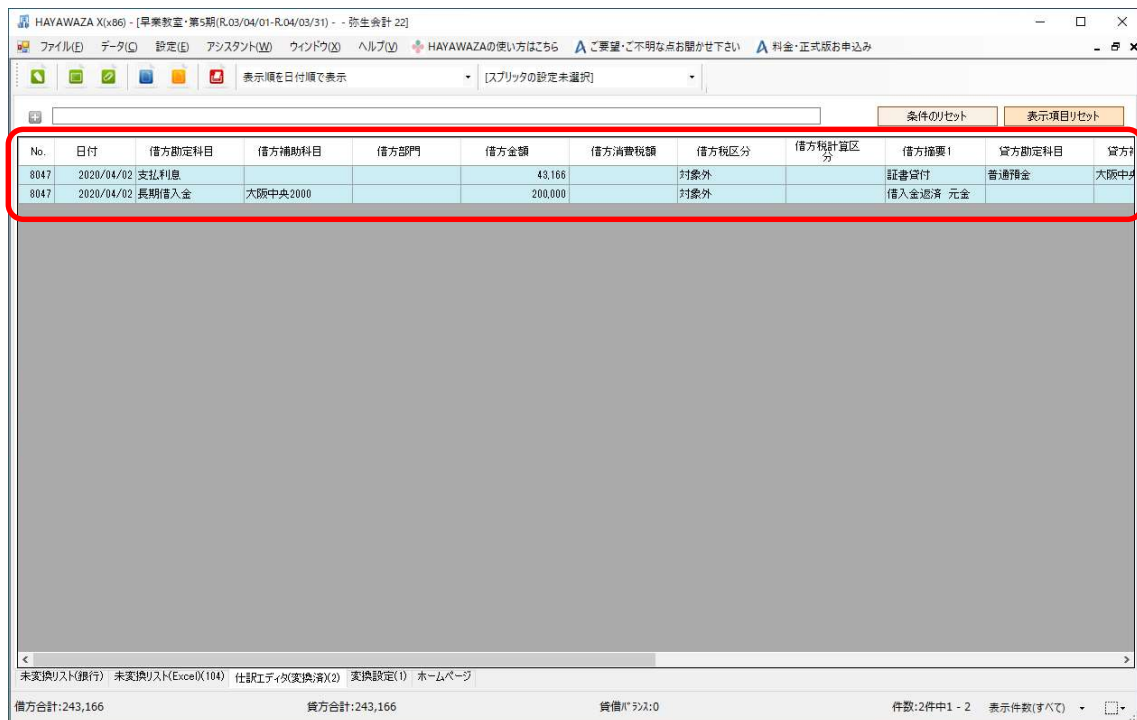 HAYAWAZA X(x86) - [早業教室・第5期(R.03/04/01-R.04/03/31) - - 弥生会計 22]
ファイル(F) データ(C) 設定(E) アシスタント(W) ウィンドウ(X) ヘルプ(V) HAYAWAZAの使い方はこちら ご要望・ご不明な点お聞かせ下さい 料金・正式版お申込み
表示順を日付順で表示 [スプリッタの設定未選択]
条件のリセット 表示項目リセット
No. 日付 借方勘定科目 借方補助科目 借方部門 借方金額 借方消費税額 借方税区分 借方税計算区分 借方摘要1 貸方勘定科目 貸方
8047 2020/04/02 支払利息 43,166 対象外 証書貸付 普通預金 大阪中央
8047 2020/04/02 長期借入金 大阪中央2000 200,000 対象外 借入金返済 元金
未変換リスト(銀行) 未変換リスト(Excel)(104) 仕訳エディタ(変換済)(2) 変換設定(1) ホームページ
借方合計:243,166 貸方合計:243,166 貸借バランス:0 件数:2件中1 - 2 表示件数(すべて)